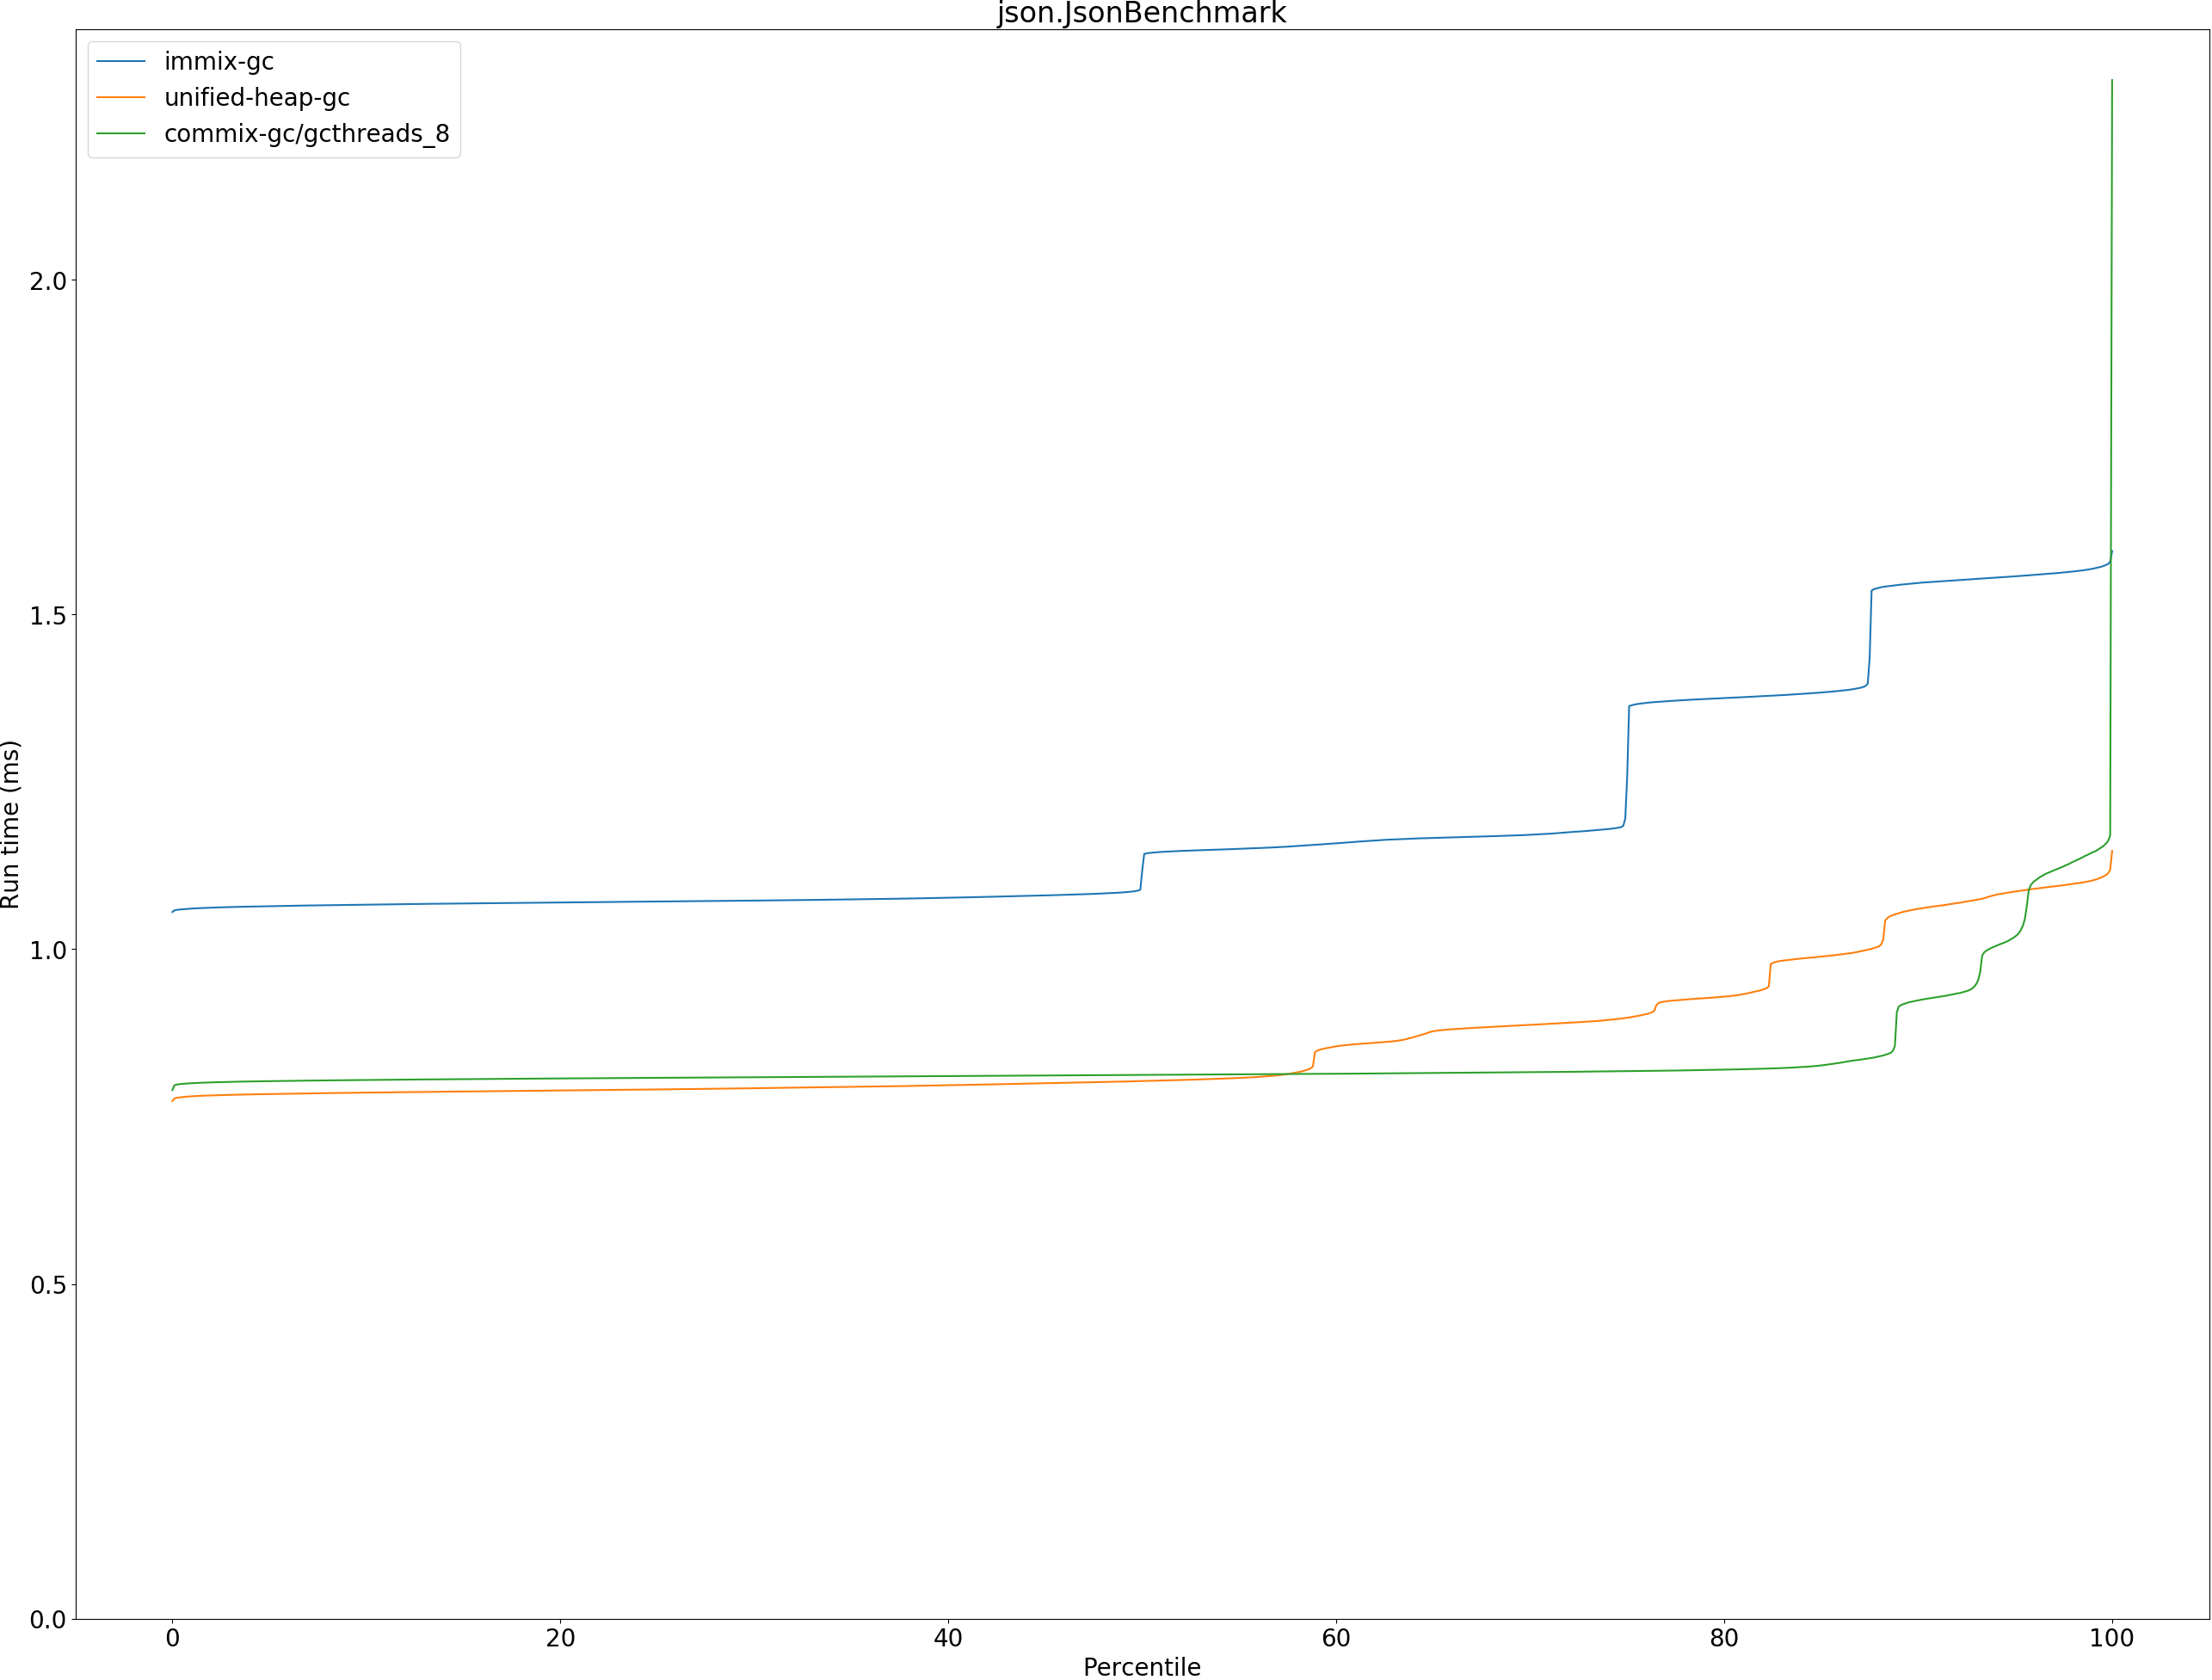 json.JsonBenchmark
immix-gc
unified-heap-gc
commix-gc/gcthreads_8
2.0
1.5
1.0
0.5
0.0
Run time (ms)
0 20 40 60 80 100
Percentile